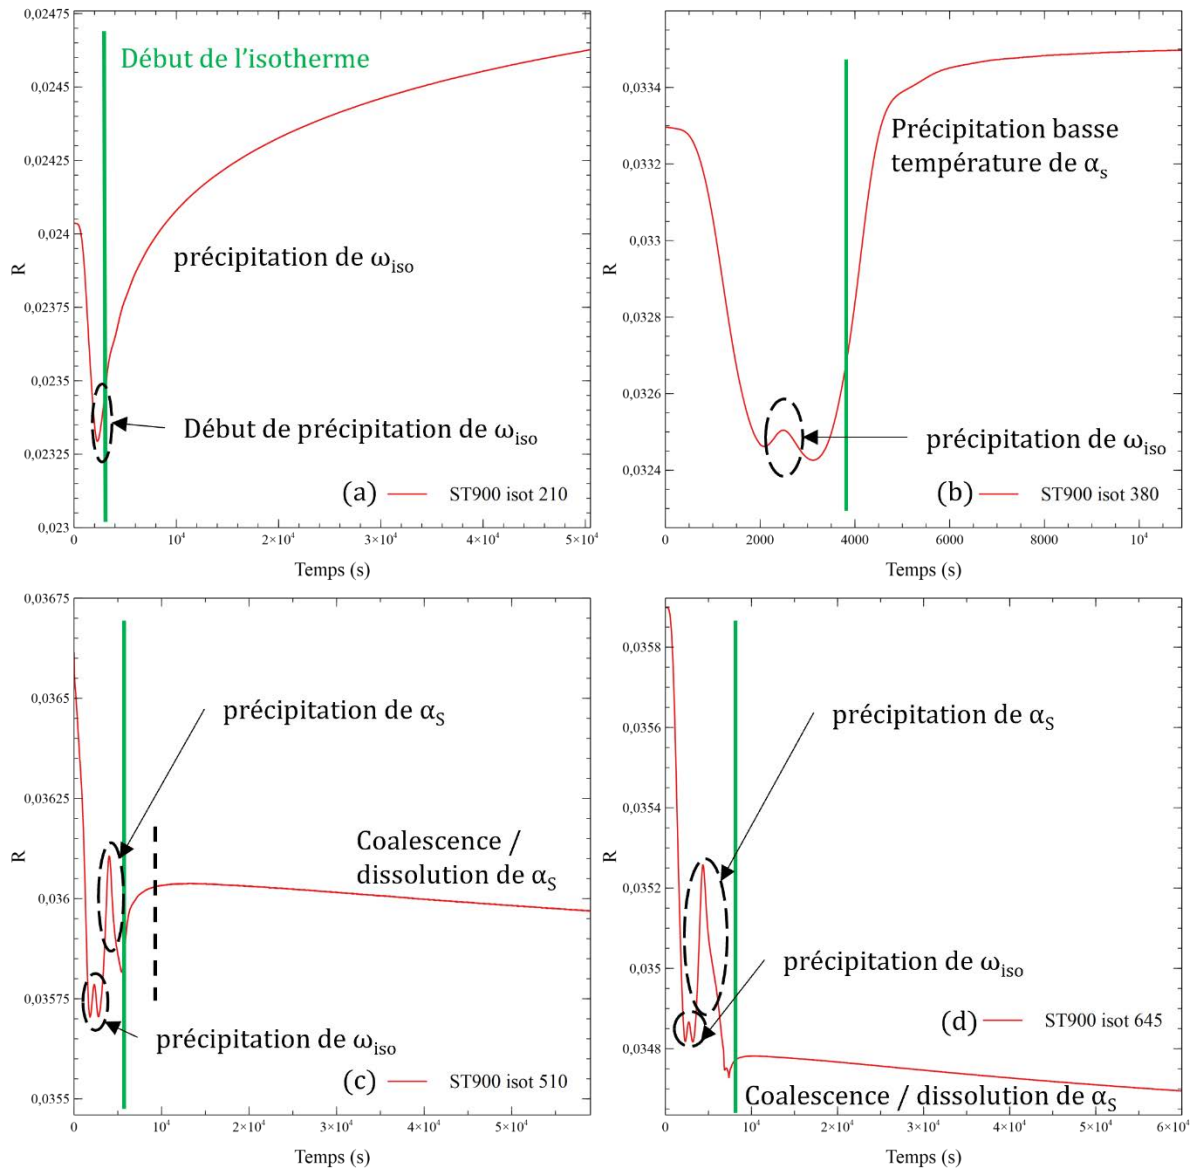 0,02475
Début de l’isotherme
0,0245
0,02425
0,024
précipitation de ωiso
R
0,02375
0,0235
Début de précipitation de ωiso
0,02325
(a) ST900 isot 210
0,023
0 10⁴ 2×10⁴ 3×10⁴ 4×10⁴ 5×10⁴
Temps (s)
0,0334
Précipitation basse
température de αs
0,0332
0,033
R
0,0328
0,0326
précipitation de ωiso
0,0324
(b) ST900 isot 380
0 2000 4000 6000 8000 10⁴
Temps (s)
0,03675
précipitation de αS
0,0365
0,03625
Coalescence /
dissolution de αS
R
0,036
0,03575
précipitation de ωiso
(c) ST900 isot 510
0,0355
0 10⁴ 2×10⁴ 3×10⁴ 4×10⁴ 5×10⁴
Temps (s)
0,0358
précipitation de αS
0,0356
0,0354
R
0,0352
précipitation de ωiso
0,035
(d) ST900 isot 645
0,0348
Coalescence / dissolution de αS
0 10⁴ 2×10⁴ 3×10⁴ 4×10⁴ 5×10⁴ 6×10⁴
Temps (s)